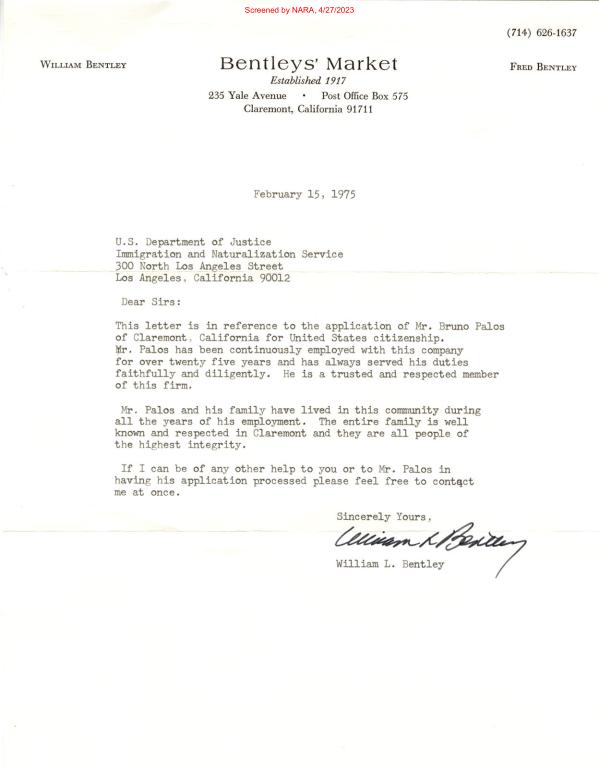 Screened by NARA, 4/27/2023
(714) 626-1637
WILLIAM BENTLEY
Bentleys' Market
FRED BENTLEY
Established 1917
235 Yale Avenue • Post Office Box 575
Claremont, California 91711
February 15, 1975
U.S. Department of Justice
Immigration and Naturalization Service
300 North Los Angeles Street
Los Angeles, California 90012
Dear Sirs:
This letter is in reference to the application of Mr. Bruno Palos
of Claremont, California for United States citizenship.
Mr. Palos has been continuously employed with this company
for over twenty five years and has always served his duties
faithfully and diligently. He is a trusted and respected member
of this firm.
Mr. Palos and his family have lived in this community during
all the years of his employment. The entire family is well
known and respected in Claremont and they are all people of
the highest integrity.
If I can be of any other help to you or to Mr. Palos in
having his application processed please feel free to contact
me at once.
Sincerely Yours,
William L Bentley
William L. Bentley